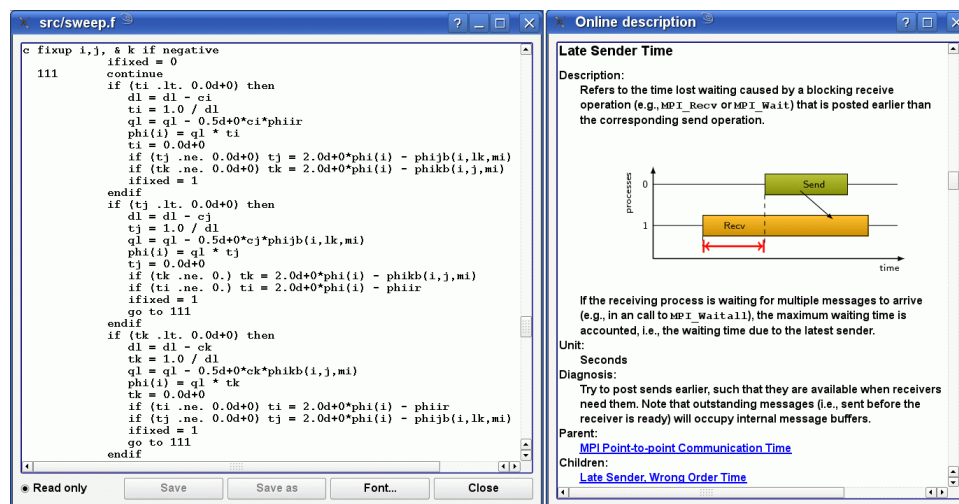 src/sweep.f
c fixup i,j, & k if negative
ifixed = 0
111 continue
if (ti .lt. 0.0d+0) then
dl = dl - ci
ti = 1.0 / dl
ql = ql - 0.5d+0*ci*phiir
phi(i) = ql * ti
ti = 0.0d+0
if (tj .ne. 0.0d+0) tj = 2.0d+0*phi(i) - phijb(i,lk,mi)
if (tk .ne. 0.0d+0) tk = 2.0d+0*phi(i) - phikb(i,j,mi)
ifixed = 1
endif
if (tj .lt. 0.0d+0) then
dl = dl - cj
tj = 1.0 / dl
ql = ql - 0.5d+0*cj*phijb(i,lk,mi)
phi(i) = ql * tj
tj = 0.0d+0
if (tk .ne. 0.) tk = 2.0d+0*phi(i) - phikb(i,j,mi)
if (ti .ne. 0.) ti = 2.0d+0*phi(i) - phiir
ifixed = 1
go to 111
endif
if (tk .lt. 0.0d+0) then
dl = dl - ck
tk = 1.0 / dl
ql = ql - 0.5d+0*ck*phikb(i,j,mi)
phi(i) = ql * tk
tk = 0.0d+0
if (ti .ne. 0.0d+0) ti = 2.0d+0*phi(i) - phiir
if (tj .ne. 0.0d+0) tj = 2.0d+0*phi(i) - phijb(i,lk,mi)
ifixed = 1
go to 111
endif
Read only Save Save as Font... Close
Online description
Late Sender Time
Description:
Refers to the time lost waiting caused by a blocking receive
operation (e.g., MPI_Recv or MPI_Wait) that is posted earlier than
the corresponding send operation.
processes
0
Send
1
Recv
time
If the receiving process is waiting for multiple messages to arrive
(e.g., in an call to MPI_Waitall), the maximum waiting time is
accounted, i.e., the waiting time due to the latest sender.
Unit:
Seconds
Diagnosis:
Try to post sends earlier, such that they are available when receivers
need them. Note that outstanding messages (i.e., sent before the
receiver is ready) will occupy internal message buffers.
Parent:
MPI Point-to-point Communication Time
Children:
Late Sender, Wrong Order Time